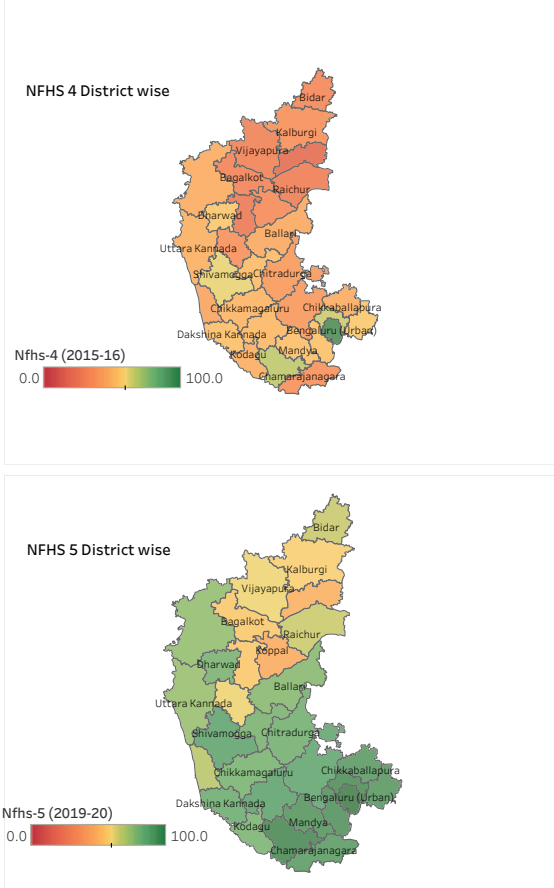 NFHS 4 District wise
Bidar
Kalburgi
Vijayapura
Bagalkot
Raichur
Dharwad
Ballari
Uttara Kannada
Shivamogga
Chitradurga
Chikkamagaluru
Chikkaballapura
Dakshina Kannada
Bengaluru (Urban)
Kodagu
Mandya
Chamarajanagara
Nfhs-4 (2015-16)
0.0
100.0
NFHS 5 District wise
Bidar
Kalburgi
Vijayapura
Bagalkot
Raichur
Koppal
Dharwad
Ballari
Uttara Kannada
Shivamogga
Chitradurga
Chikkamagaluru
Chikkaballapura
Dakshina Kannada
Bengaluru (Urban)
Kodagu
Mandya
Chamarajanagara
Nfhs-5 (2019-20)
0.0
100.0